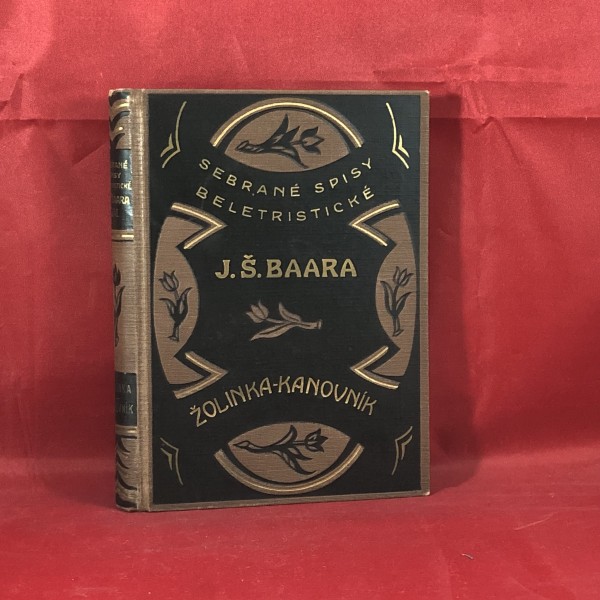 SEBRANÉ SPISY
BELETRISTICKÉ
J. Š. BAARA
ŽOLINKA-KANOVNÍK